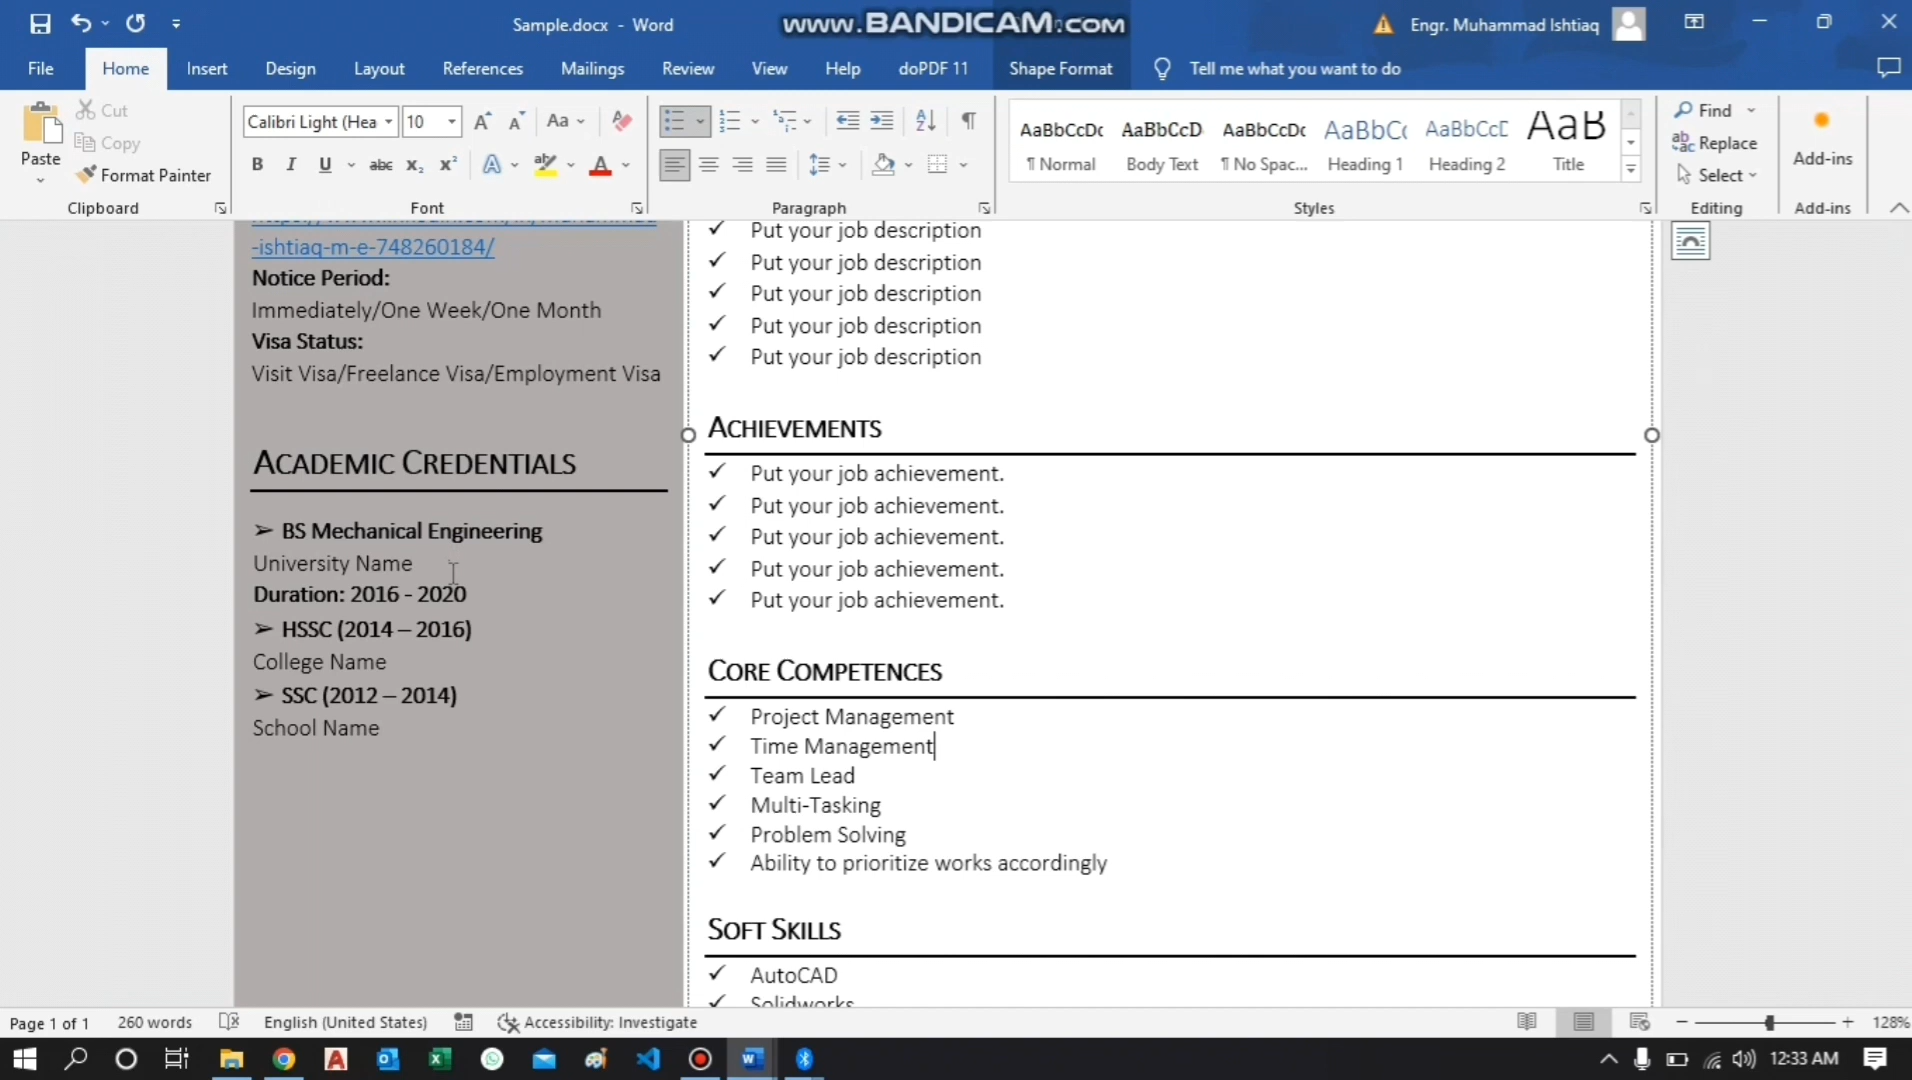 Sample.docx - Word
www.BANDICAM.com
Engr. Muhammad Ishtiaq
File
Home
Insert
Design
Layout
References
Mailings
Review
View
Help
doPDF 11
Shape Format
Tell me what you want to do
Paste
Cut
Copy
Format Painter
Clipboard
Calibri Light (Hea
10
Font
Paragraph
AaBbCcDc
¶ Normal
AaBbCcD
Body Text
AaBbCcDc
¶ No Spac...
AaBbC
Heading 1
AaBbCcD
Heading 2
AaB
Title
Styles
Find
Replace
Select
Editing
Add-ins
Add-ins
-ishtiaq-m-e-748260184/
Notice Period:
Immediately/One Week/One Month
Visa Status:
Visit Visa/Freelance Visa/Employment Visa
ACADEMIC CREDENTIALS
➢ BS Mechanical Engineering
University Name
Duration: 2016 - 2020
➢ HSSC (2014 – 2016)
College Name
➢ SSC (2012 – 2014)
School Name
✓ Put your job description
✓ Put your job description
✓ Put your job description
✓ Put your job description
✓ Put your job description
ACHIEVEMENTS
✓ Put your job achievement.
✓ Put your job achievement.
✓ Put your job achievement.
✓ Put your job achievement.
✓ Put your job achievement.
CORE COMPETENCES
✓ Project Management
✓ Time Management
✓ Team Lead
✓ Multi-Tasking
✓ Problem Solving
✓ Ability to prioritize works accordingly
SOFT SKILLS
✓ AutoCAD
✓ Solidworks
Page 1 of 1
260 words
English (United States)
Accessibility: Investigate
128%
12:33 AM